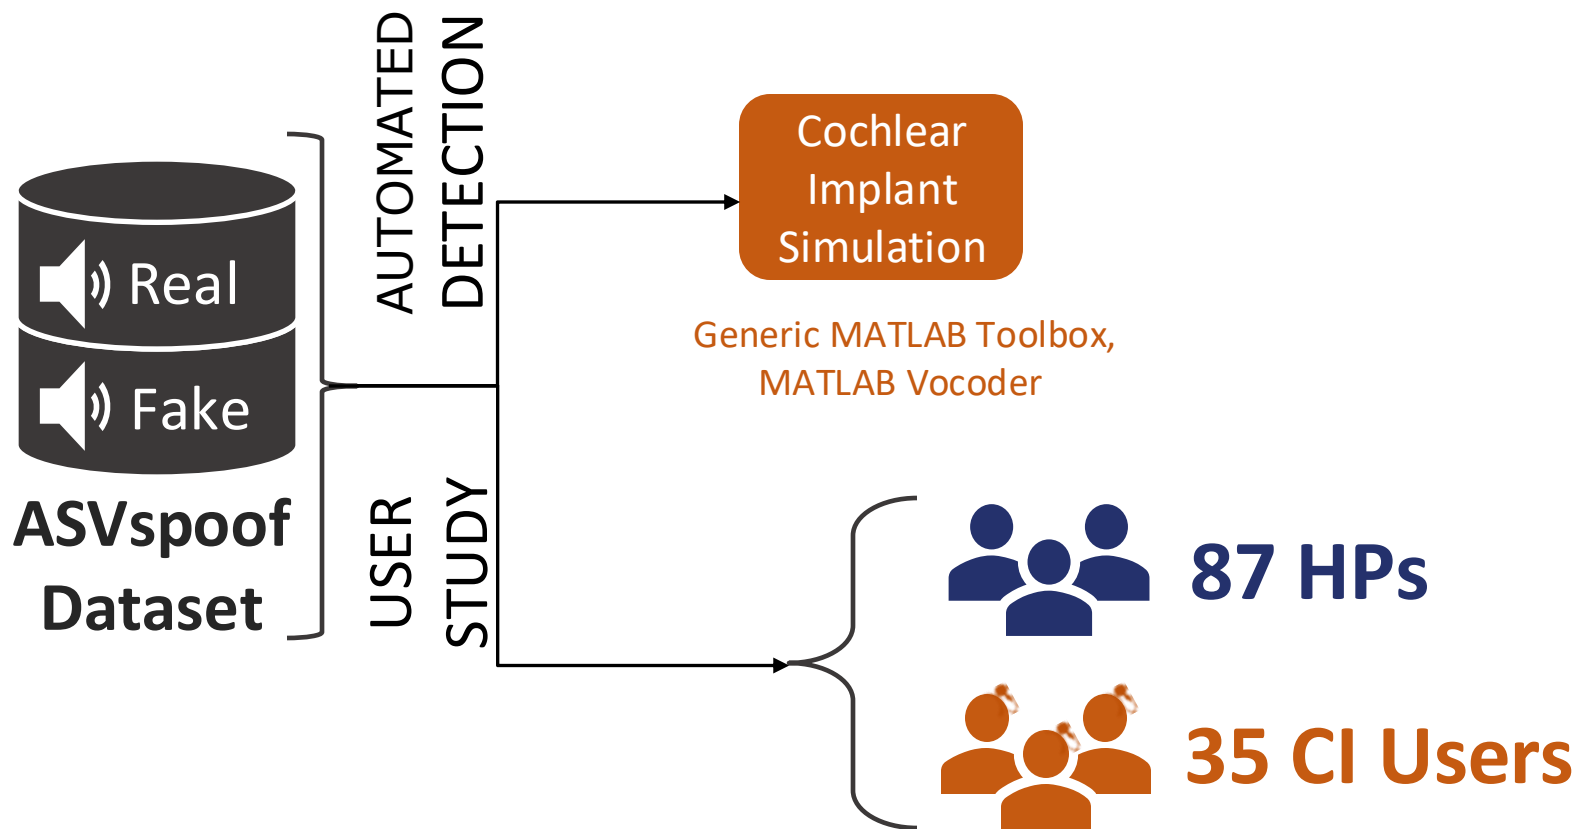 Real
Fake
ASVspoof
Dataset
AUTOMATED
DETECTION
USER
STUDY
Cochlear
Implant
Simulation
Generic MATLAB Toolbox,
MATLAB Vocoder
87 HPs
35 CI Users